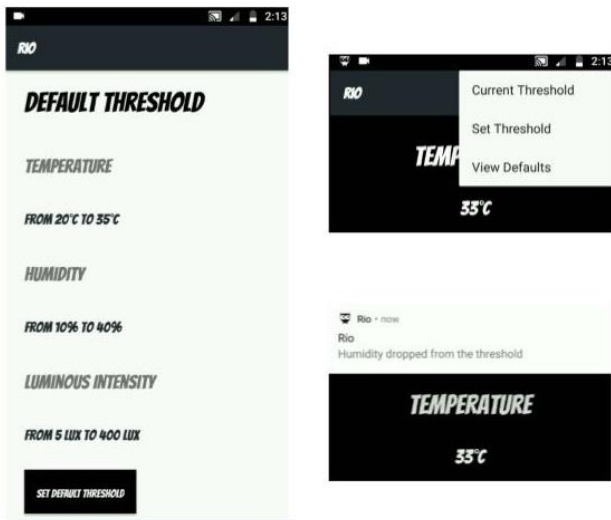 2:13
RIO
DEFAULT THRESHOLD
TEMPERATURE
FROM 20°C TO 35°C
HUMIDITY
FROM 10% TO 40%
LUMINOUS INTENSITY
FROM 5 LUX TO 400 LUX
SET DEFAULT THRESHOLD
2:13
RIO
Current Threshold
Set Threshold
View Defaults
TEMP
33°C
Rio • now
Rio
Humidity dropped from the threshold
TEMPERATURE
33°C